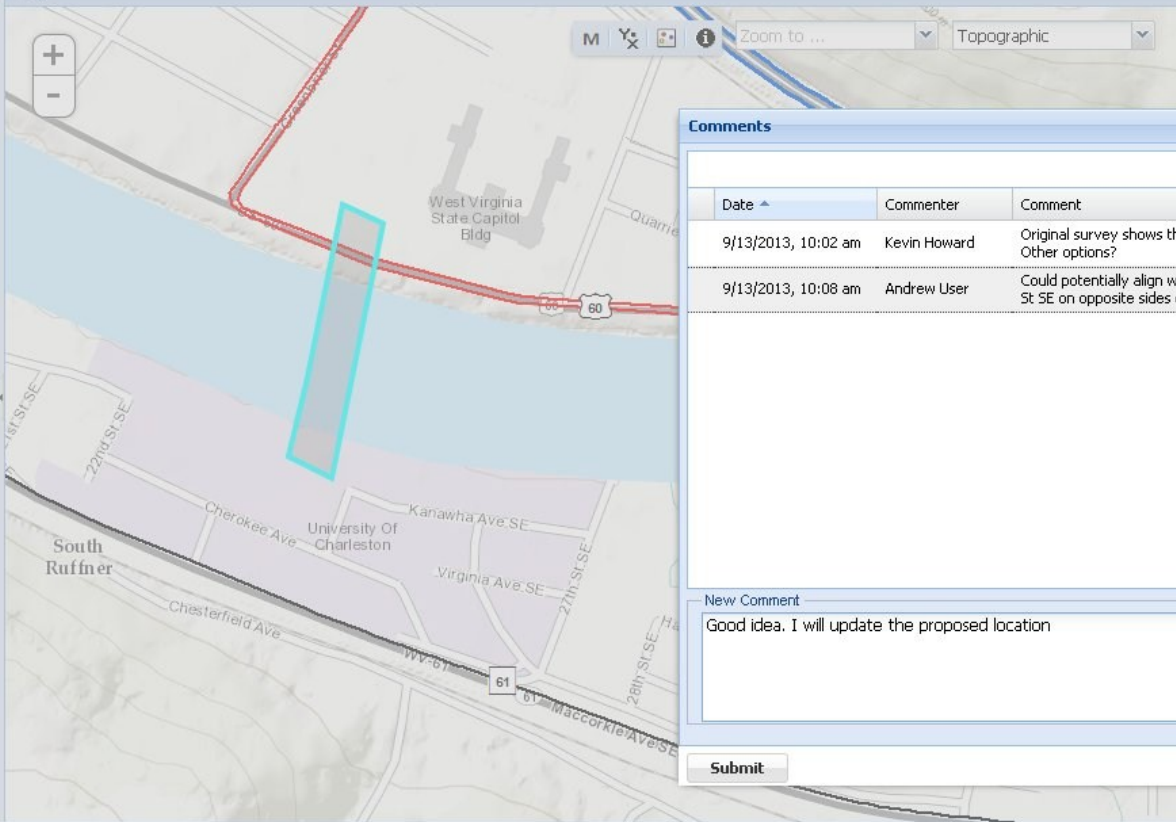 +
-
M
Zoom to ...
Topographic
Comments
Date
Commenter
Comment
9/13/2013, 10:02 am
Kevin Howard
Original survey shows
Other options?
9/13/2013, 10:08 am
Andrew User
Could potentially align
St SE on opposite sides
New Comment
Good idea. I will update the proposed location
Submit
West Virginia
State Capitol
Bldg
60
60
22nd St SE
Cherokee Ave
University Of
Charleston
Kanawha Ave SE
Virginia Ave SE
27th St SE
28th St SE
South
Ruffner
Chesterfield Ave
WV-61
61
61
Maccorkle Ave SE